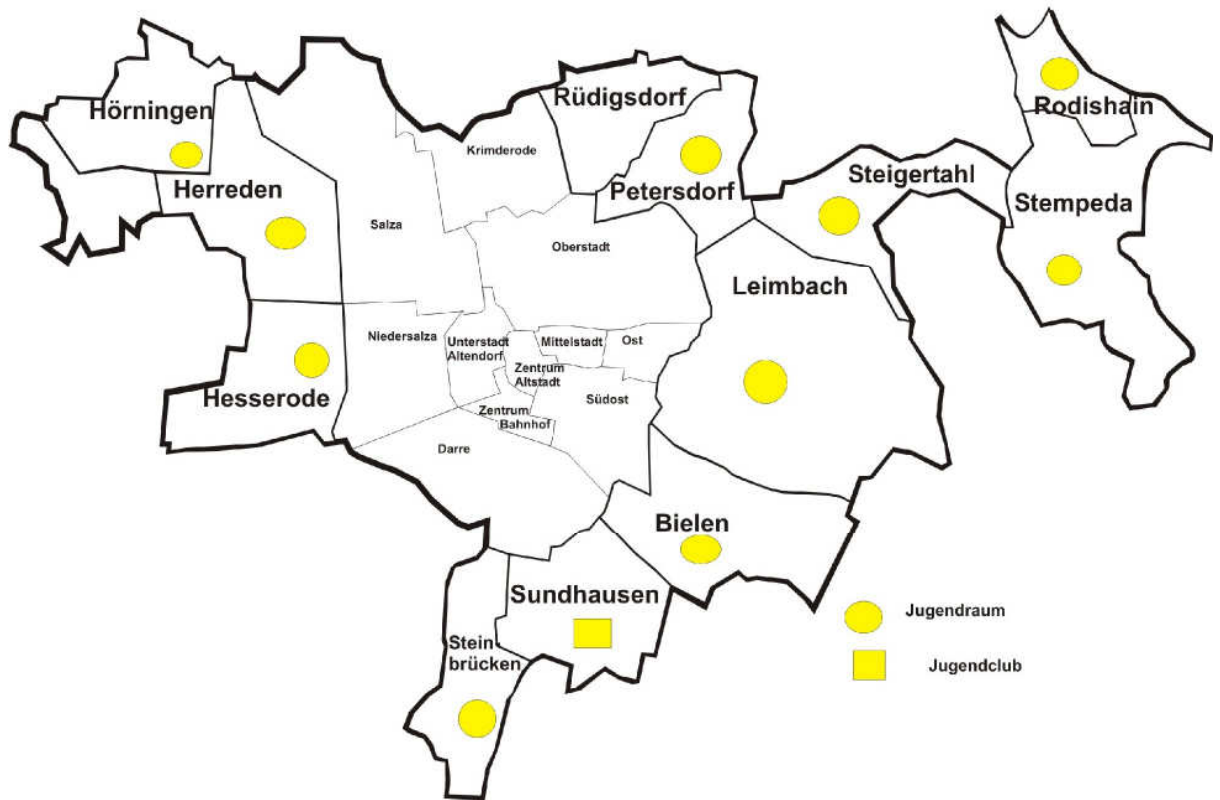 Hörningen
Rüdigsdorf
Rodishain
Krimderode
Herreden
Petersdorf
Steigertahl
Stempeda
Salza
Oberstadt
Leimbach
Niedersalza
Unterstadt
Altendorf
Mittelstadt
Ost
Zentrum
Altstadt
Hesserode
Südost
Zentrum
Bahnhof
Darre
Bielen
Sundhausen
Jugendraum
Stein
brücken
Jugendclub